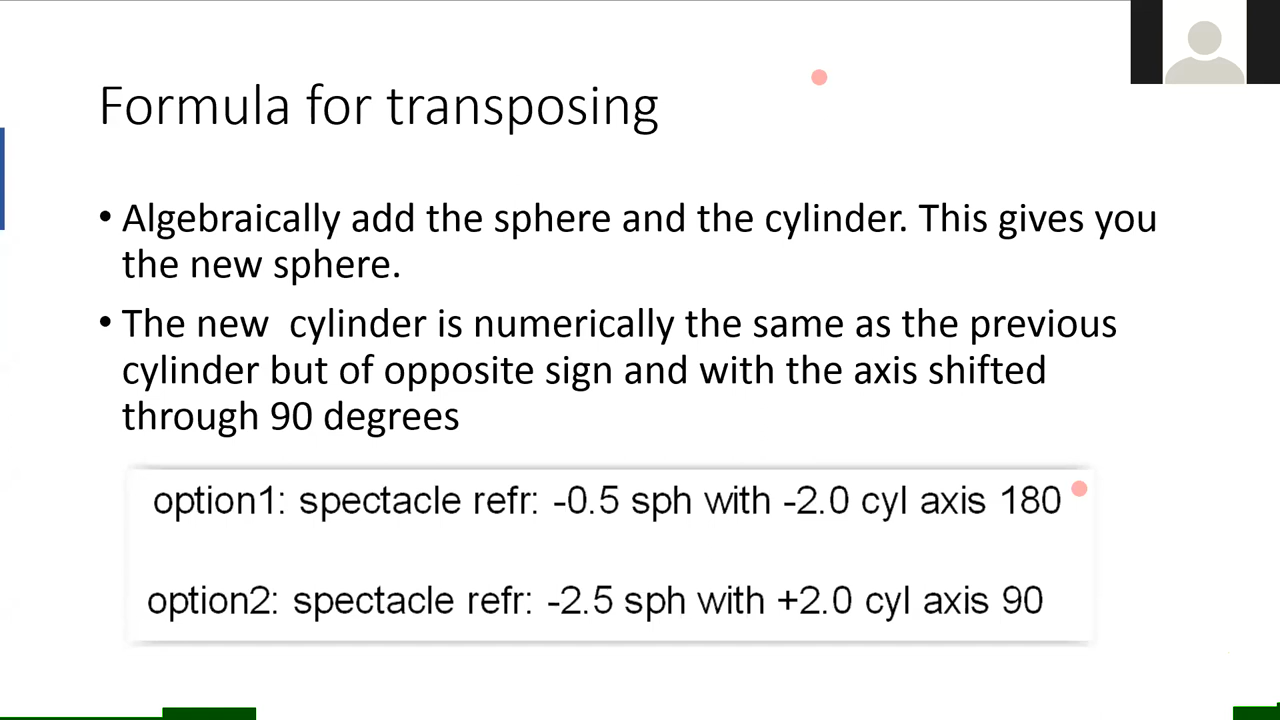 Formula for transposing
• Algebraically add the sphere and the cylinder. This gives you
the new sphere.
• The new  cylinder is numerically the same as the previous
cylinder but of opposite sign and with the axis shifted
through 90 degrees
option1: spectacle refr: -0.5 sph with -2.0 cyl axis 180
option2: spectacle refr: -2.5 sph with +2.0 cyl axis 90